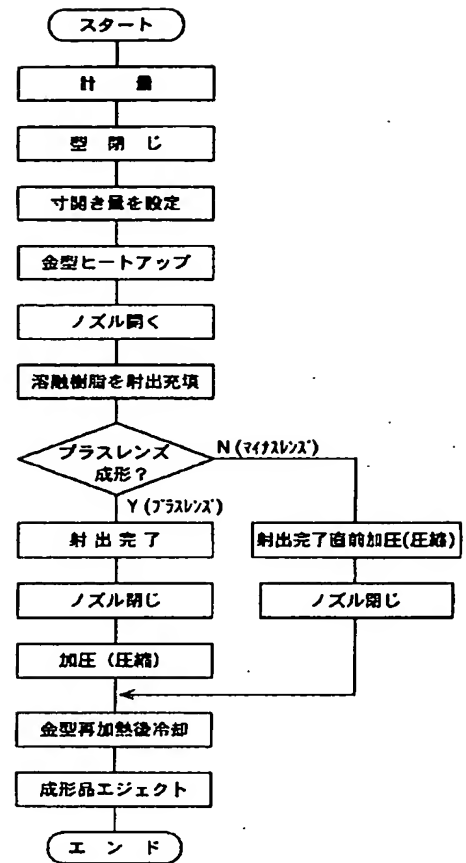 スタート
計 量
型 閉 じ
寸開き量を設定
金型ヒートアップ
ノズル開く
溶融樹脂を射出充填
プラスレンズ
成形？
N (マイナスレンズ)
Y (プラスレンズ)
射 出 完 了
射出完了直前加圧(圧縮)
ノズル閉じ
ノズル閉じ
加圧 (圧縮)
金型再加熱後冷却
成形品エジェクト
エ ン ド